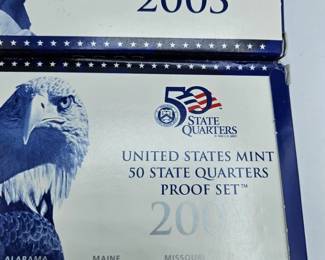 2003
50
STATE
QUARTERS
UNITED STATES MINT
50 STATE QUARTERS
PROOF SET™
200
ALABAMA MAINE MISSOURI